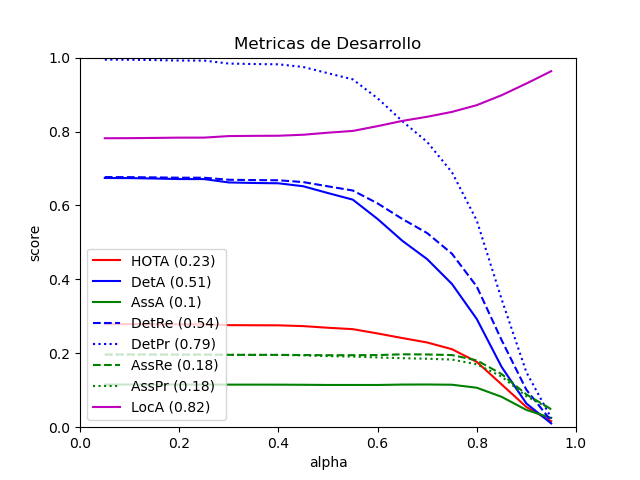 Metricas de Desarrollo
score
1.0
0.8
0.6
0.4
0.2
0.0
HOTA (0.23)
DetA (0.51)
AssA (0.1)
DetRe (0.54)
DetPr (0.79)
AssRe (0.18)
AssPr (0.18)
LocA (0.82)
0.0 0.2 0.4 0.6 0.8 1.0
alpha